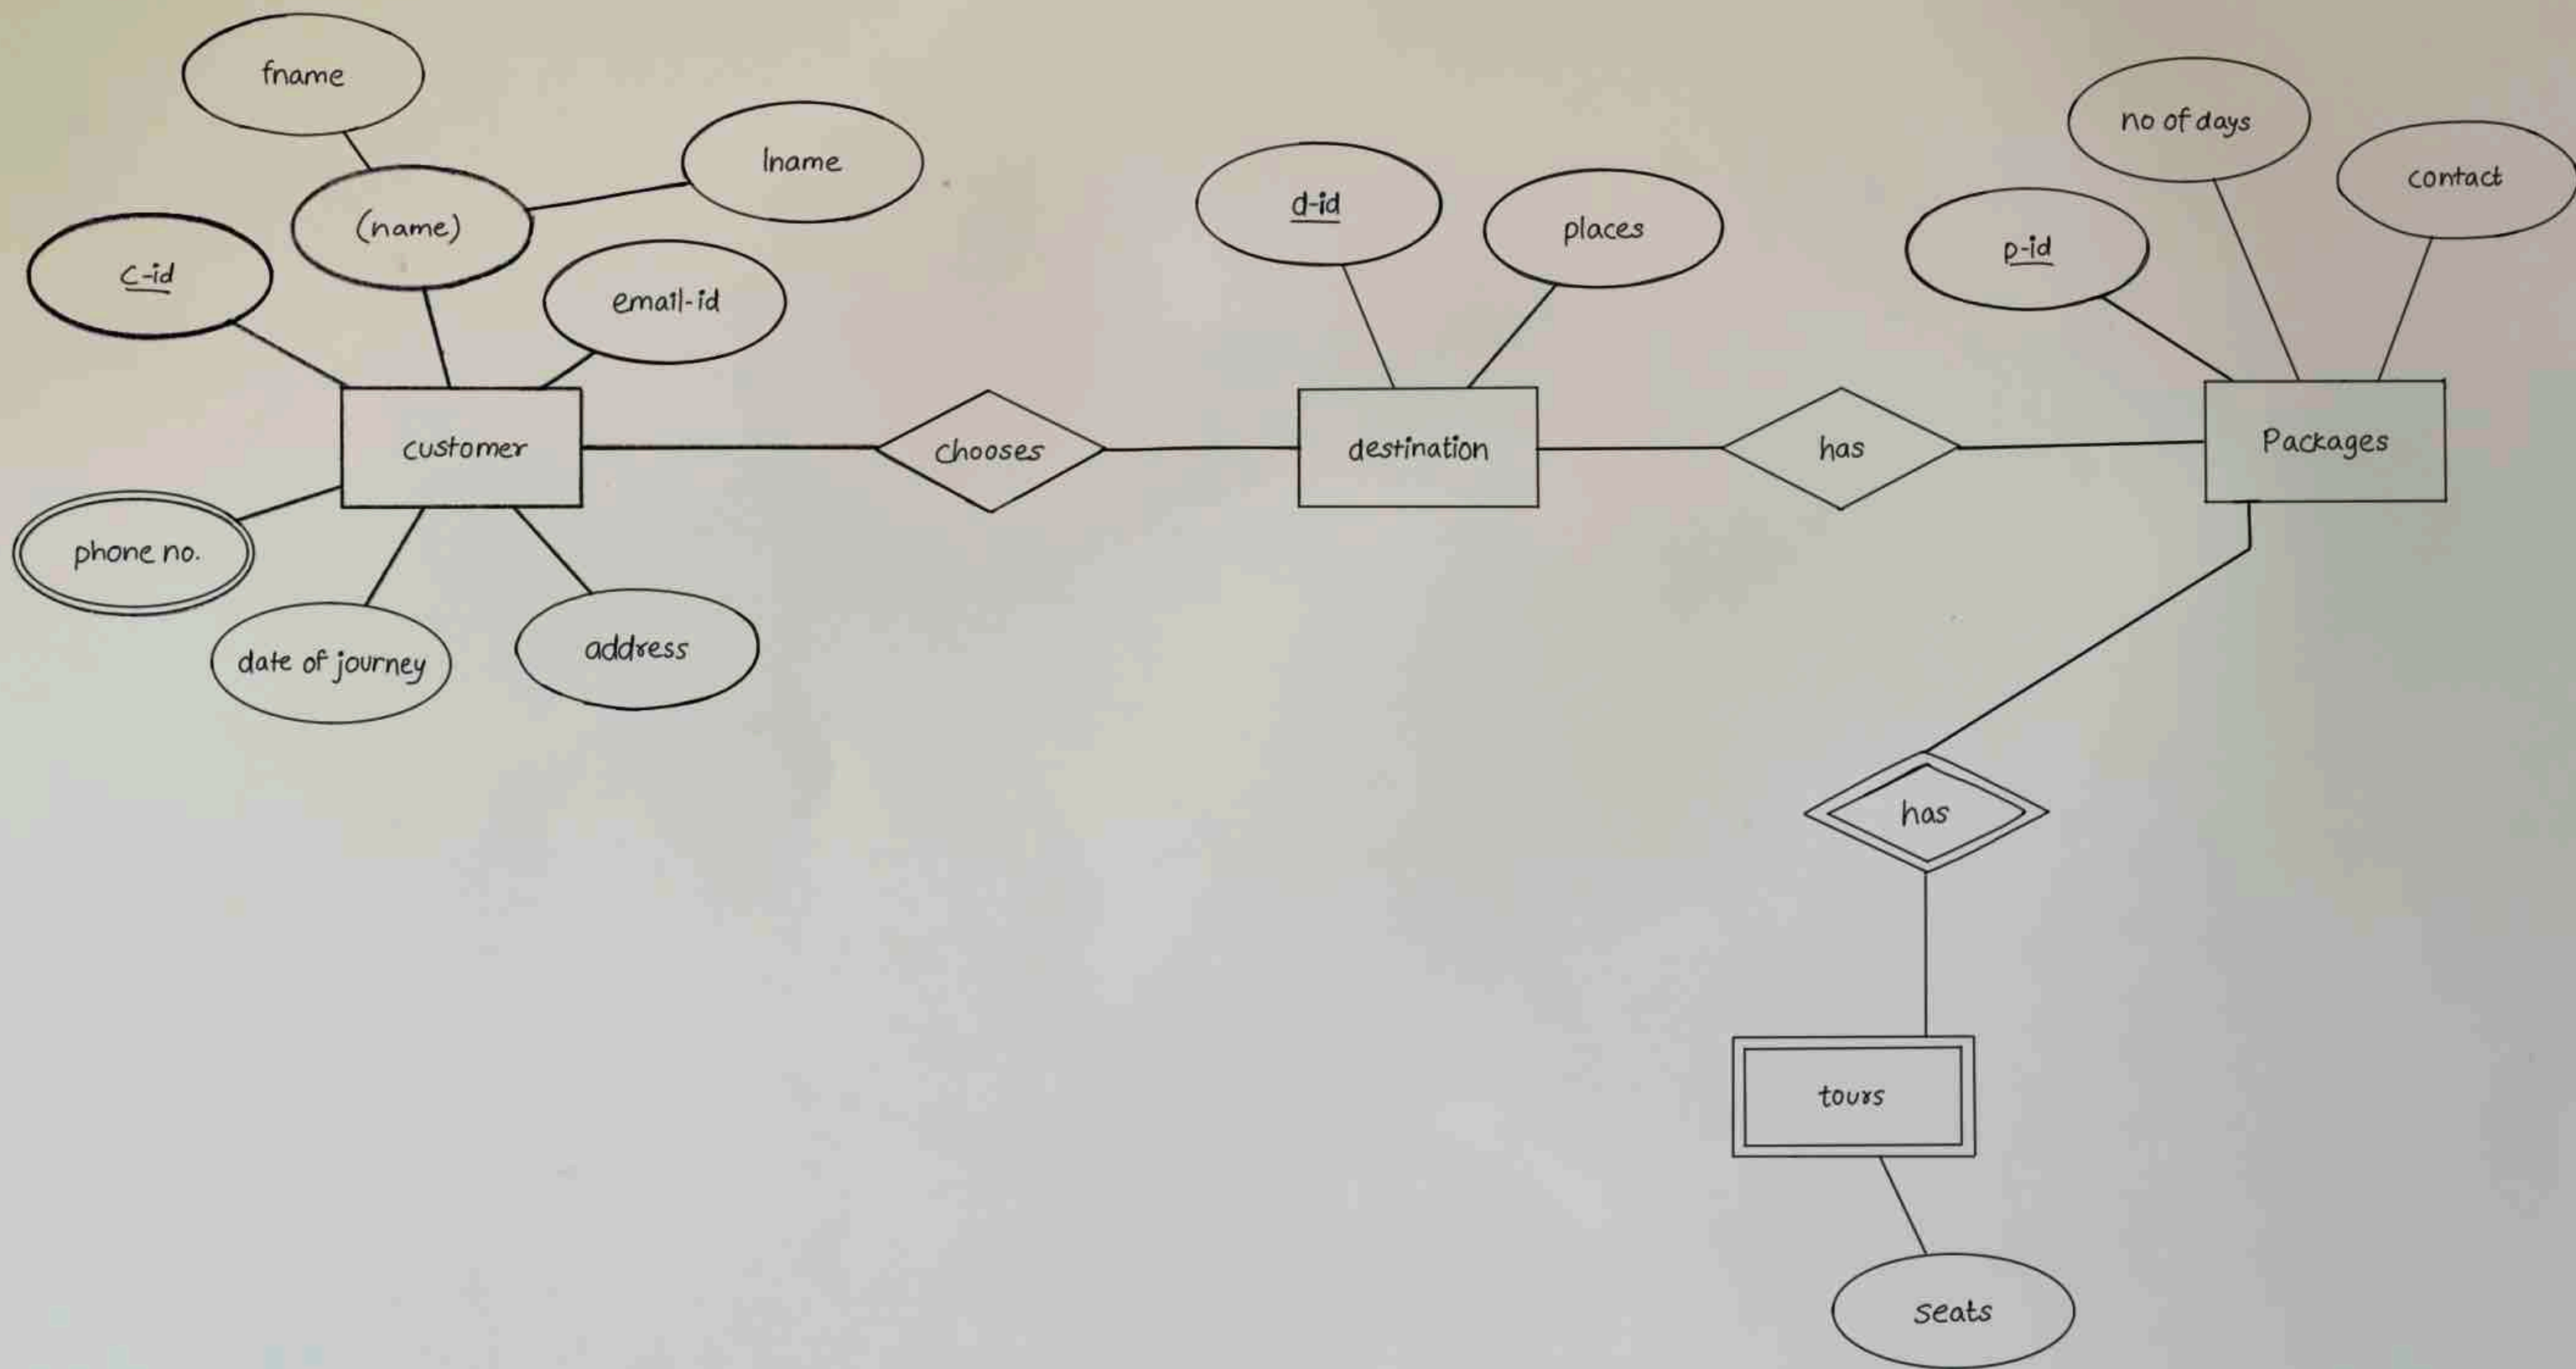 fname
(name)
lname
c-id
email-id
customer
phone no.
date of journey
address
chooses
d-id
places
destination
has
p-id
no of days
contact
Packages
has
tours
seats